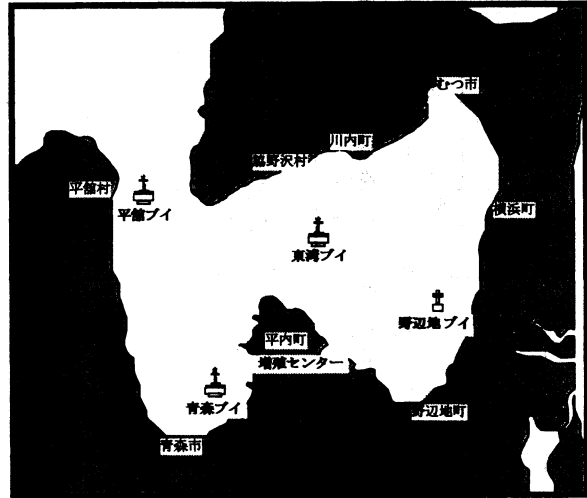 むつ市
川内町
脇野沢村
平舘村
平舘ブイ
横浜町
東湾ブイ
野辺地ブイ
平内町
増殖センター
青森ブイ
野辺地町
青森市